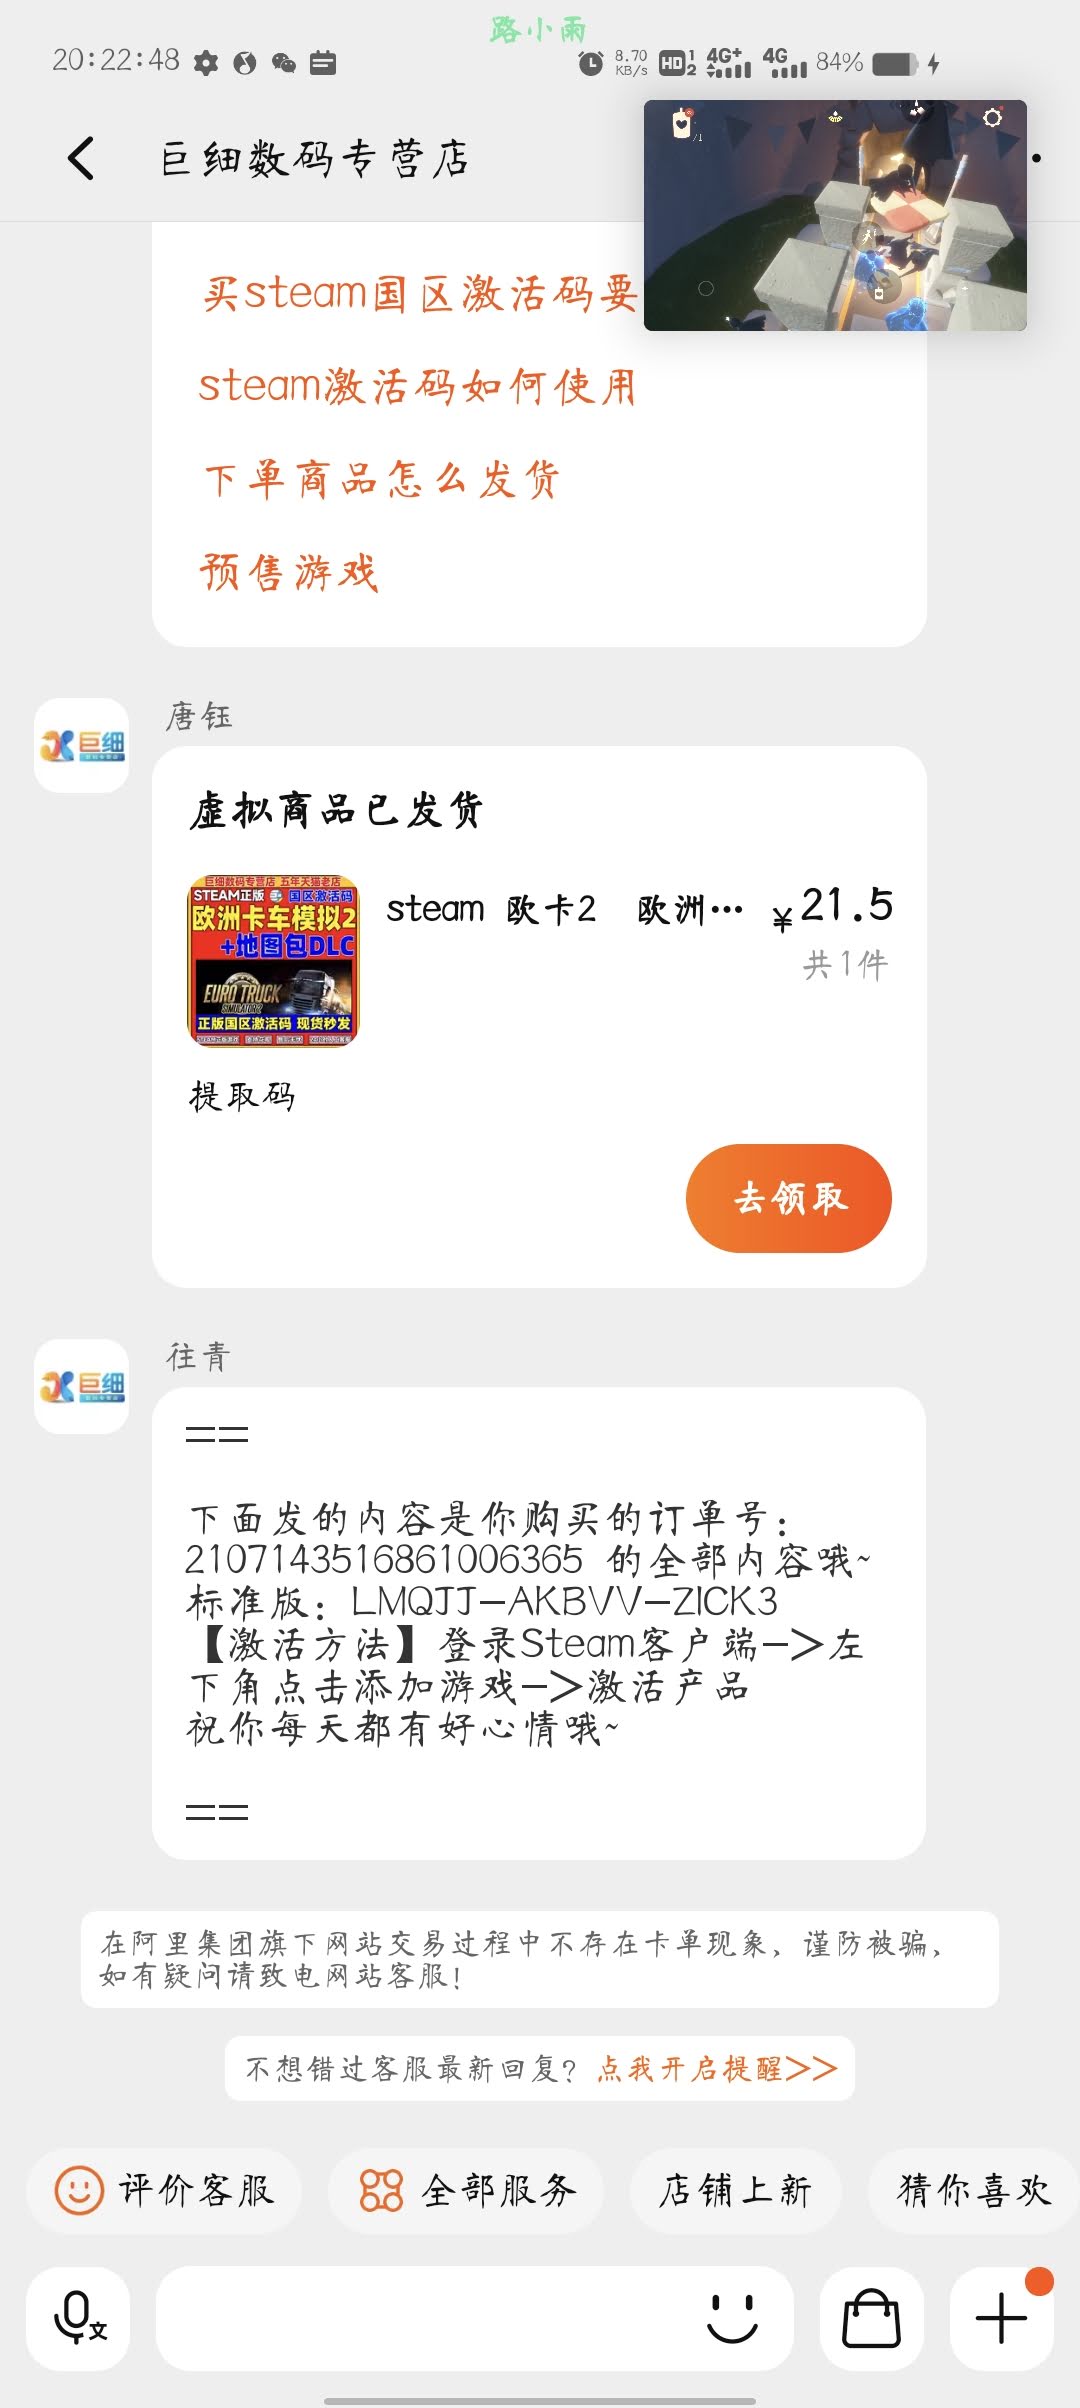 路小雨
20:22:48
8.70
KB/s
HD
1
2
4G+
4G
84%
巨细数码专营店
/1
买steam国区激活码要
steam激活码如何使用
下单商品怎么发货
预售游戏
巨细
唐钰
虚拟商品已发货
巨细数码专营店 五年天猫老店
STEAM正版 国区激活码
欧洲卡车模拟2
+地图包DLC
EURO TRUCK
SIMULATOR 2
正版国区激活码 现货秒发
steam 欧卡2 欧洲… ¥21.5
共1件
提取码
去领取
巨细
往青
==
下面发的内容是你购买的订单号：
2107143516861006365 的全部内容哦~
标准版：LMQJJ-AKBVV-ZICK3
【激活方法】登录Steam客户端->左
下角点击添加游戏->激活产品
祝你每天都有好心情哦~
==
在阿里集团旗下网站交易过程中不存在卡单现象，谨防被骗，
如有疑问请致电网站客服！
不想错过客服最新回复？点我开启提醒>>
评价客服 全部服务 店铺上新 猜你喜欢
文